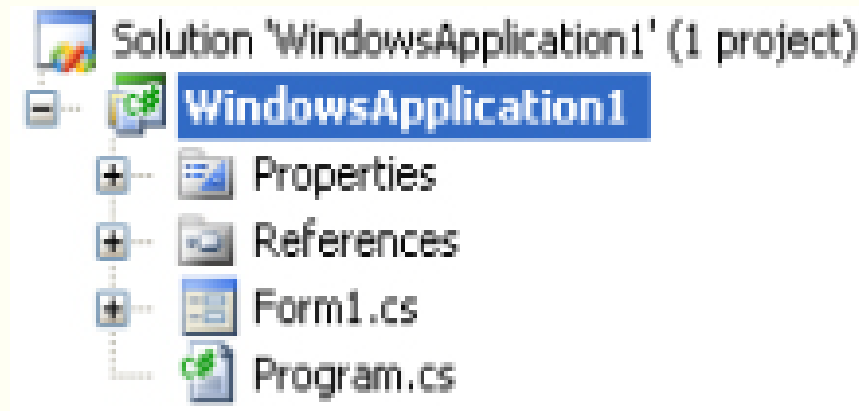 Solution 'WindowsApplication1' (1 project)
C# WindowsApplication1
Properties
References
Form1.cs
C# Program.cs